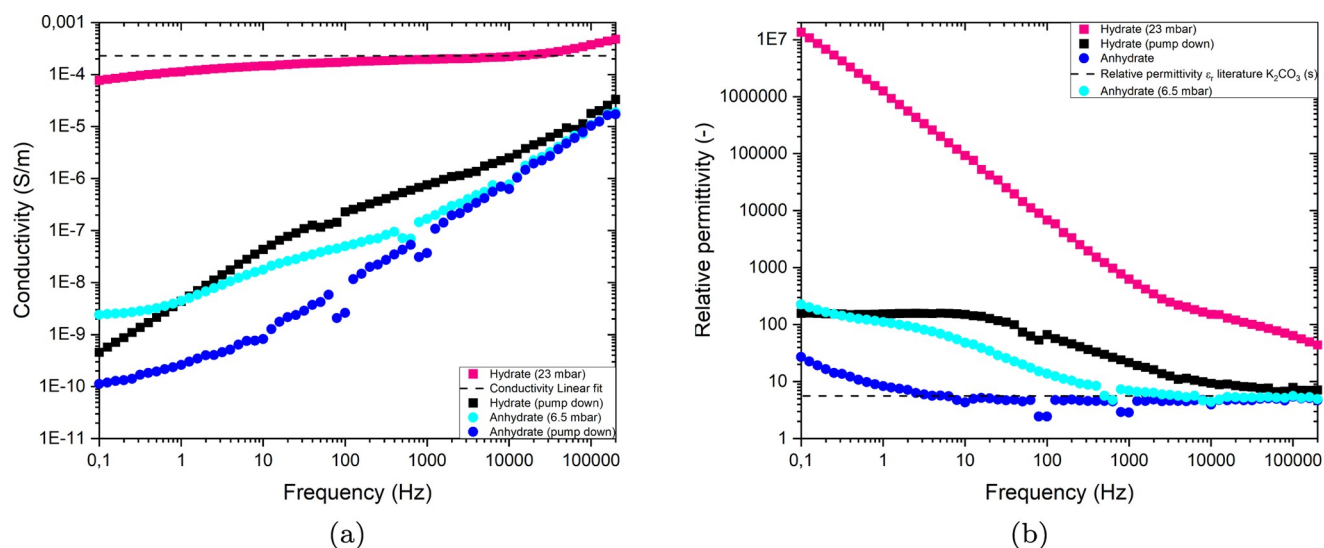 0,001
1E-4
1E-5
1E-6
1E-7
1E-8
1E-9
1E-10
1E-11
Conductivity (S/m)
Hydrate (23 mbar)
Conductivity Linear fit
Hydrate (pump down)
Anhydrate (6.5 mbar)
Anhydrate (pump down)
0,1 1 10 100 1000 10000 100000
Frequency (Hz)
(a)
1E7
1000000
100000
10000
1000
100
10
1
Relative permittivity (-)
Hydrate (23 mbar)
Hydrate (pump down)
Anhydrate
Relative permittivity εr literature K2CO3 (s)
Anhydrate (6.5 mbar)
0,1 1 10 100 1000 10000 100000
Frequency (Hz)
(b)